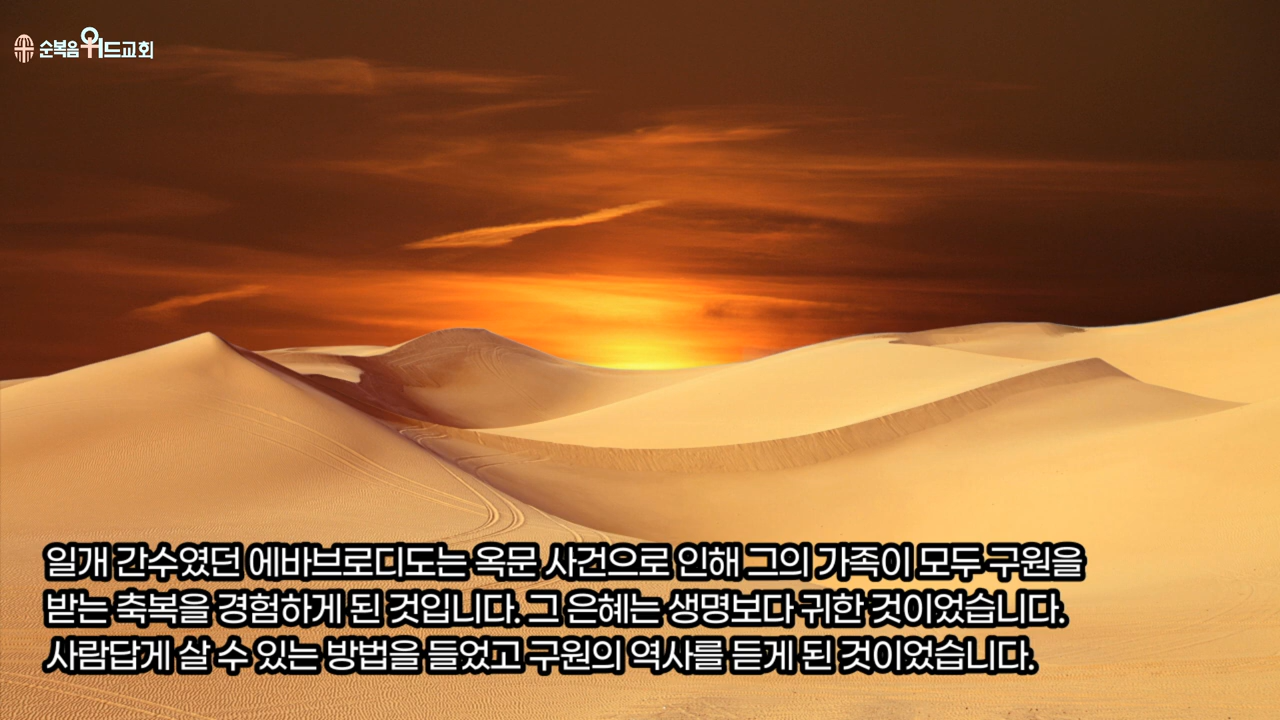 순복음워드교회
일개 간수였던 에바브로디도는 옥문 사건으로 인해 그의 가족이 모두 구원을
받는 축복을 경험하게 된 것입니다. 그 은혜는 생명보다 귀한 것이었습니다.
사람답게 살 수 있는 방법을 들었고 구원의 역사를 듣게 된 것이었습니다.